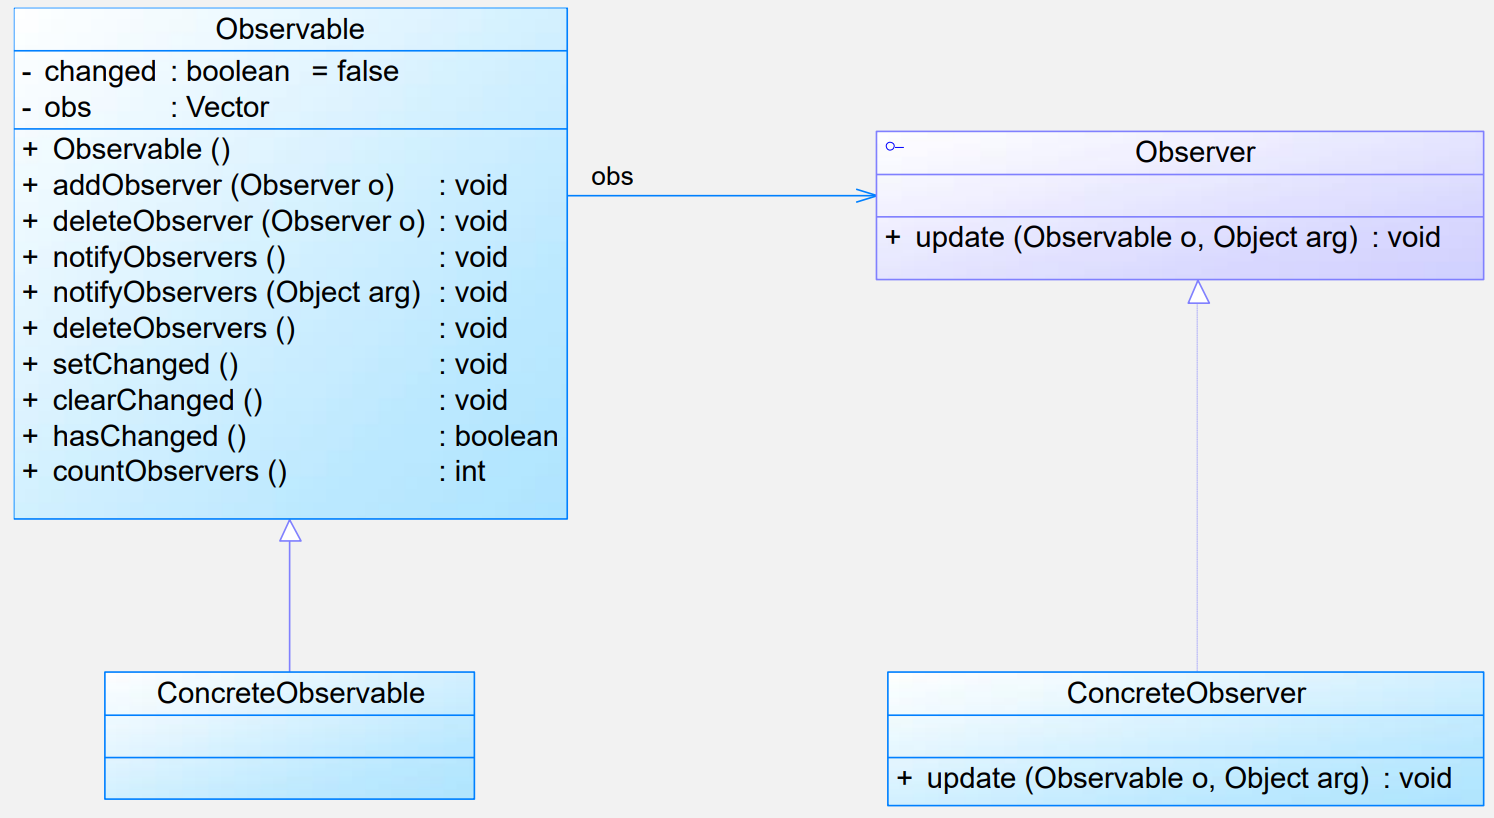 Observable
- changed : boolean = false
- obs : Vector
+ Observable ()
+ addObserver (Observer o) : void
+ deleteObserver (Observer o) : void
+ notifyObservers () : void
+ notifyObservers (Object arg) : void
+ deleteObservers () : void
+ setChanged () : void
+ clearChanged () : void
+ hasChanged () : boolean
+ countObservers () : int
obs
Observer
+ update (Observable o, Object arg) : void
ConcreteObservable
ConcreteObserver
+ update (Observable o, Object arg) : void